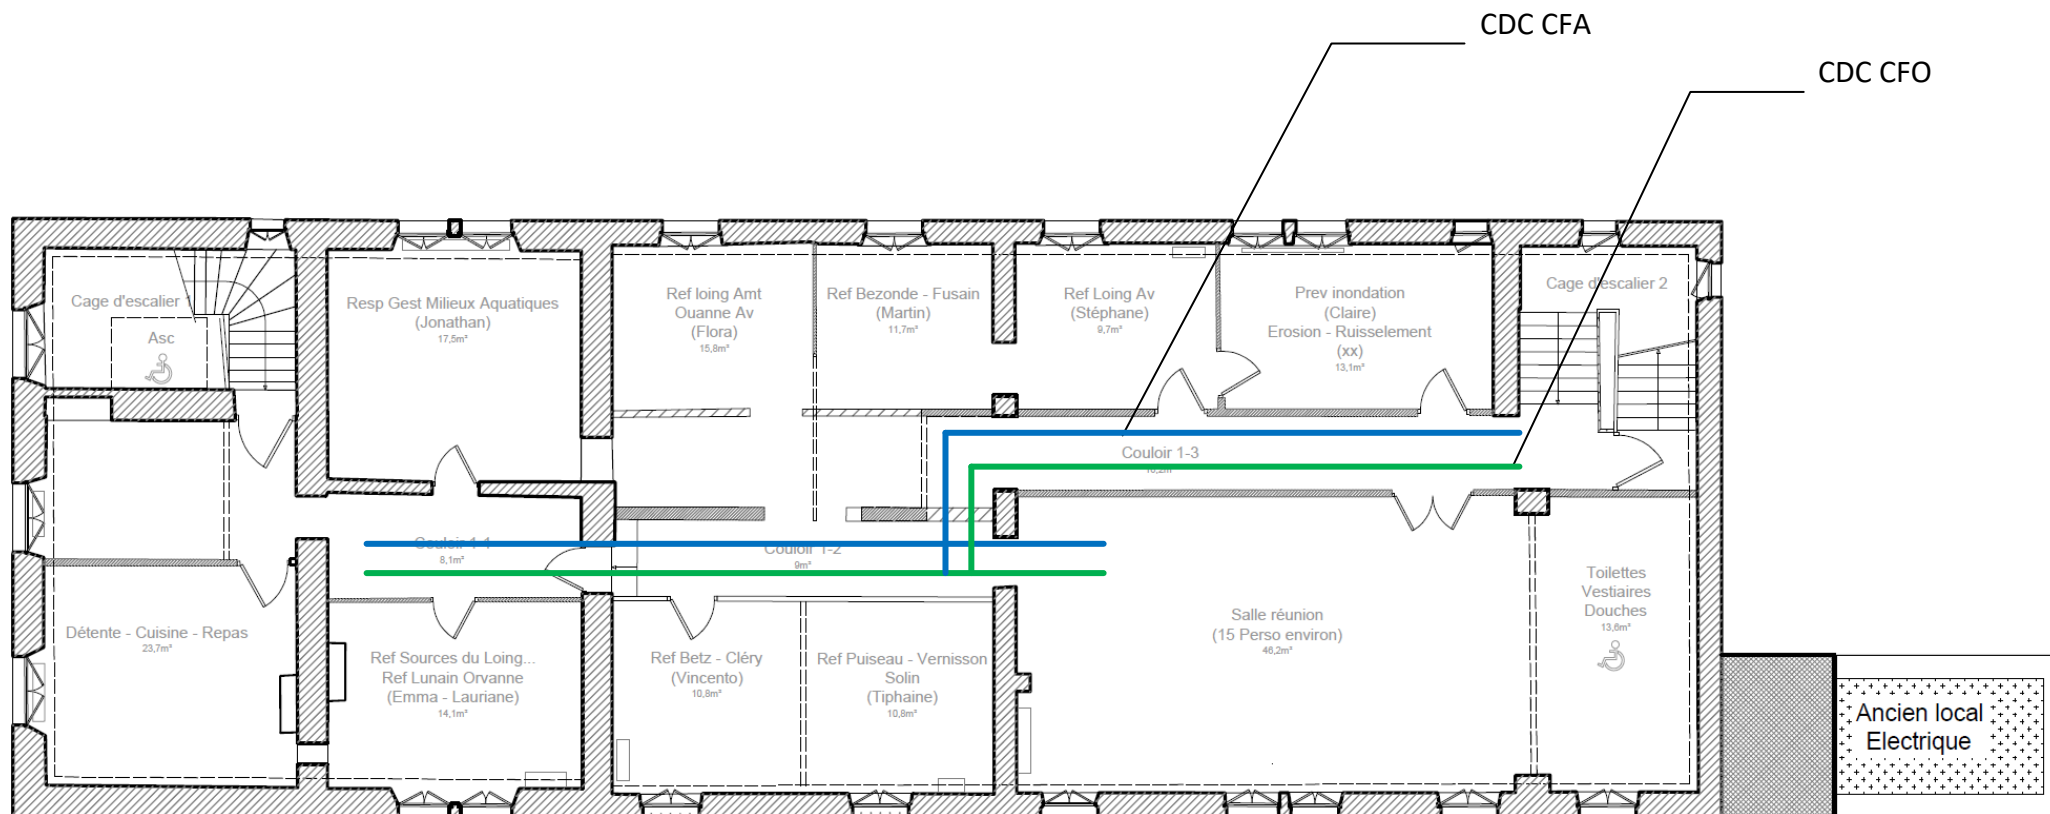 CDC CFA
CDC CFO
Cage d'escalier 1
Asc
Resp Gest Milieux Aquatiques
(Jonathan)
17,5m²
Ref loing Amt
Ouanne Av
(Flora)
15,8m²
Ref Bezonde - Fusain
(Martin)
11,7m²
Ref Loing Av
(Stéphane)
9,7m²
Prev inondation
(Claire)
Erosion - Ruisselement
(xx)
13,1m²
Cage d'escalier 2
Couloir 1-3
Couloir 1-1
8,1m²
Couloir 1-2
9m²
Détente - Cuisine - Repas
23,7m²
Ref Sources du Loing...
Ref Lunain Orvanne
(Emma - Lauriane)
14,1m²
Ref Betz - Cléry
(Vincento)
10,8m²
Ref Puiseau - Vernisson
Solin
(Tiphaine)
10,8m²
Salle réunion
(15 Perso environ)
46,2m²
Toilettes
Vestiaires
Douches
13,6m²
Ancien local
Electrique